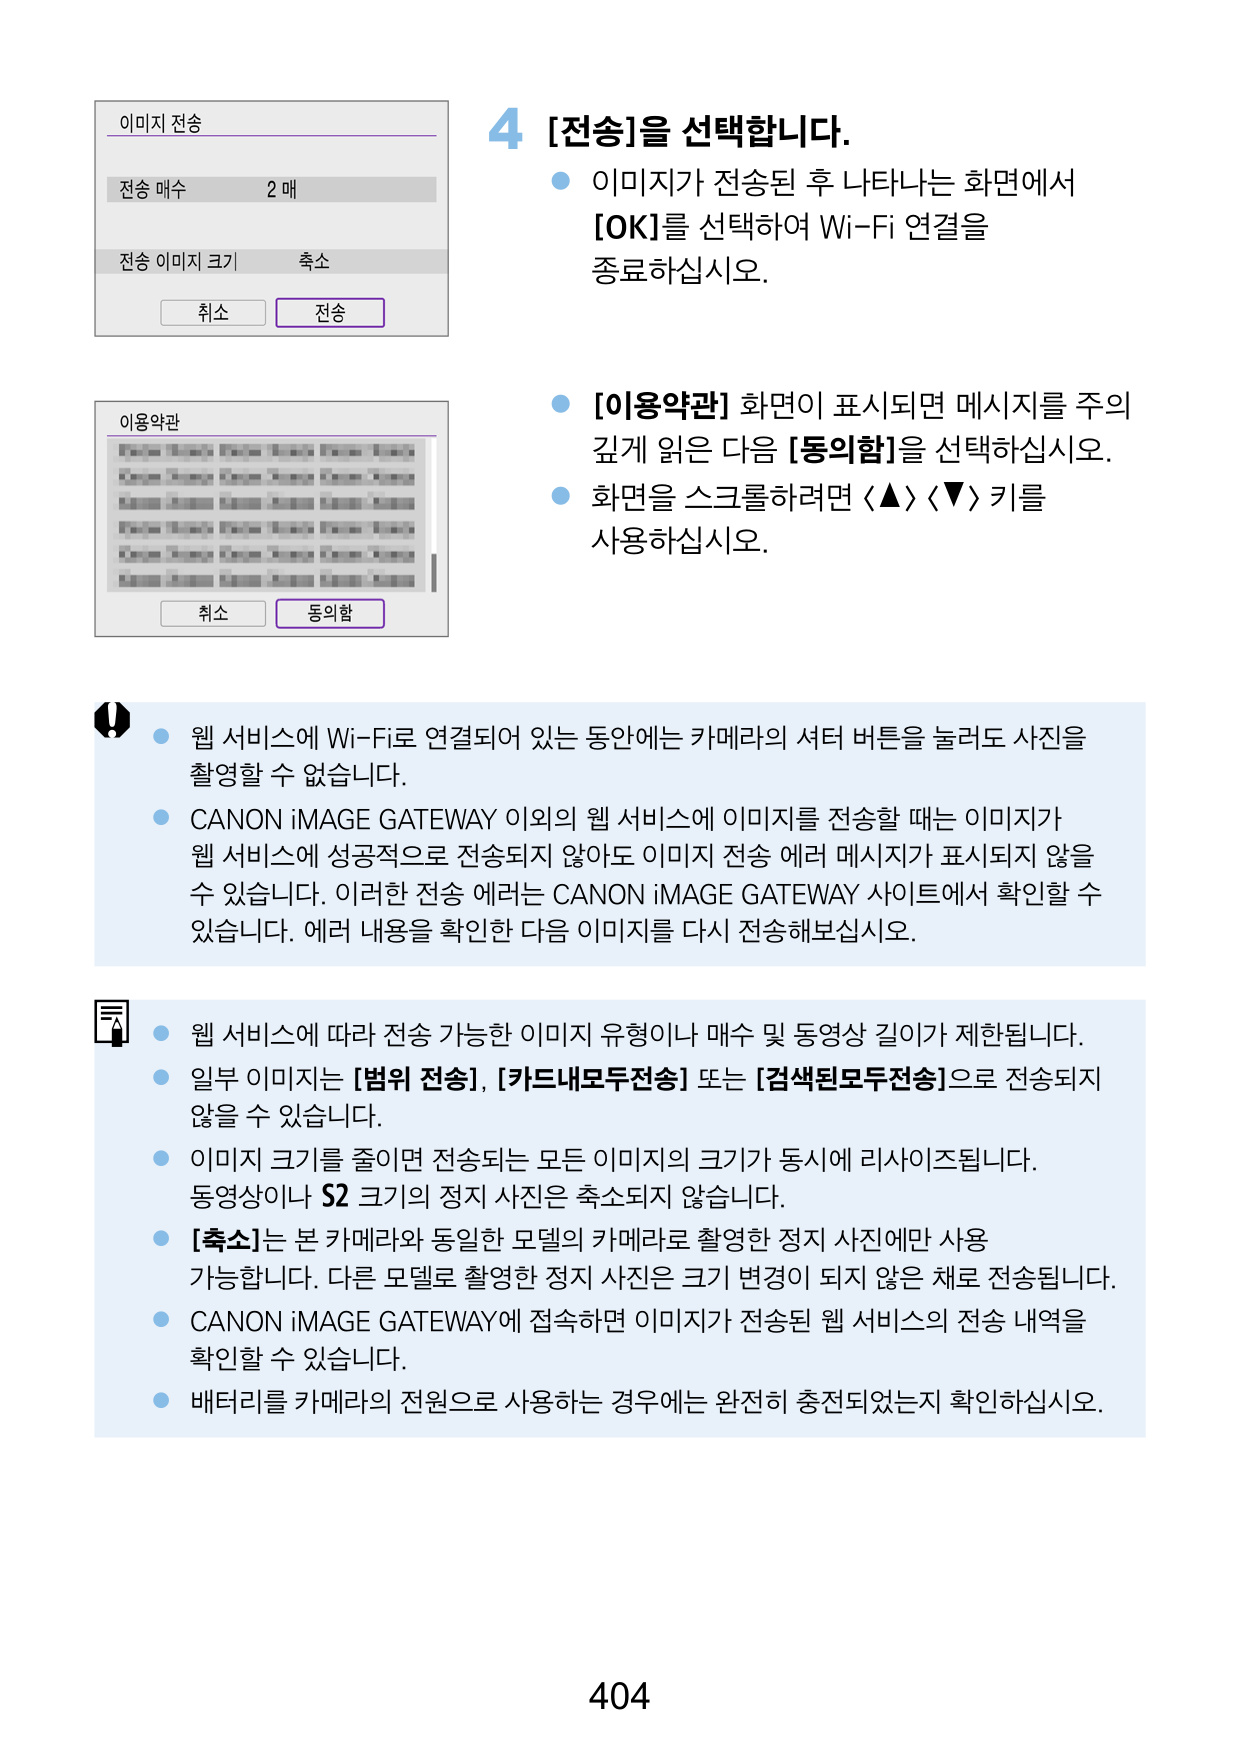 이미지 전송
전송 매수 2 매
전송 이미지 크기 축소
취소 전송
4 [전송]을 선택합니다.
● 이미지가 전송된 후 나타나는 화면에서
[OK]를 선택하여 Wi-Fi 연결을
종료하십시오.
이용약관
취소 동의함
● [이용약관] 화면이 표시되면 메시지를 주의
깊게 읽은 다음 [동의함]을 선택하십시오.
● 화면을 스크롤하려면 〈▲〉〈▼〉 키를
사용하십시오.
● 웹 서비스에 Wi-Fi로 연결되어 있는 동안에는 카메라의 셔터 버튼을 눌러도 사진을
촬영할 수 없습니다.
● CANON iMAGE GATEWAY 이외의 웹 서비스에 이미지를 전송할 때는 이미지가
웹 서비스에 성공적으로 전송되지 않아도 이미지 전송 에러 메시지가 표시되지 않을
수 있습니다. 이러한 전송 에러는 CANON iMAGE GATEWAY 사이트에서 확인할 수
있습니다. 에러 내용을 확인한 다음 이미지를 다시 전송해보십시오.
● 웹 서비스에 따라 전송 가능한 이미지 유형이나 매수 및 동영상 길이가 제한됩니다.
● 일부 이미지는 [범위 전송], [카드내모두전송] 또는 [검색된모두전송]으로 전송되지
않을 수 있습니다.
● 이미지 크기를 줄이면 전송되는 모든 이미지의 크기가 동시에 리사이즈됩니다.
동영상이나 S2 크기의 정지 사진은 축소되지 않습니다.
● [축소]는 본 카메라와 동일한 모델의 카메라로 촬영한 정지 사진에만 사용
가능합니다. 다른 모델로 촬영한 정지 사진은 크기 변경이 되지 않은 채로 전송됩니다.
● CANON iMAGE GATEWAY에 접속하면 이미지가 전송된 웹 서비스의 전송 내역을
확인할 수 있습니다.
● 배터리를 카메라의 전원으로 사용하는 경우에는 완전히 충전되었는지 확인하십시오.
404